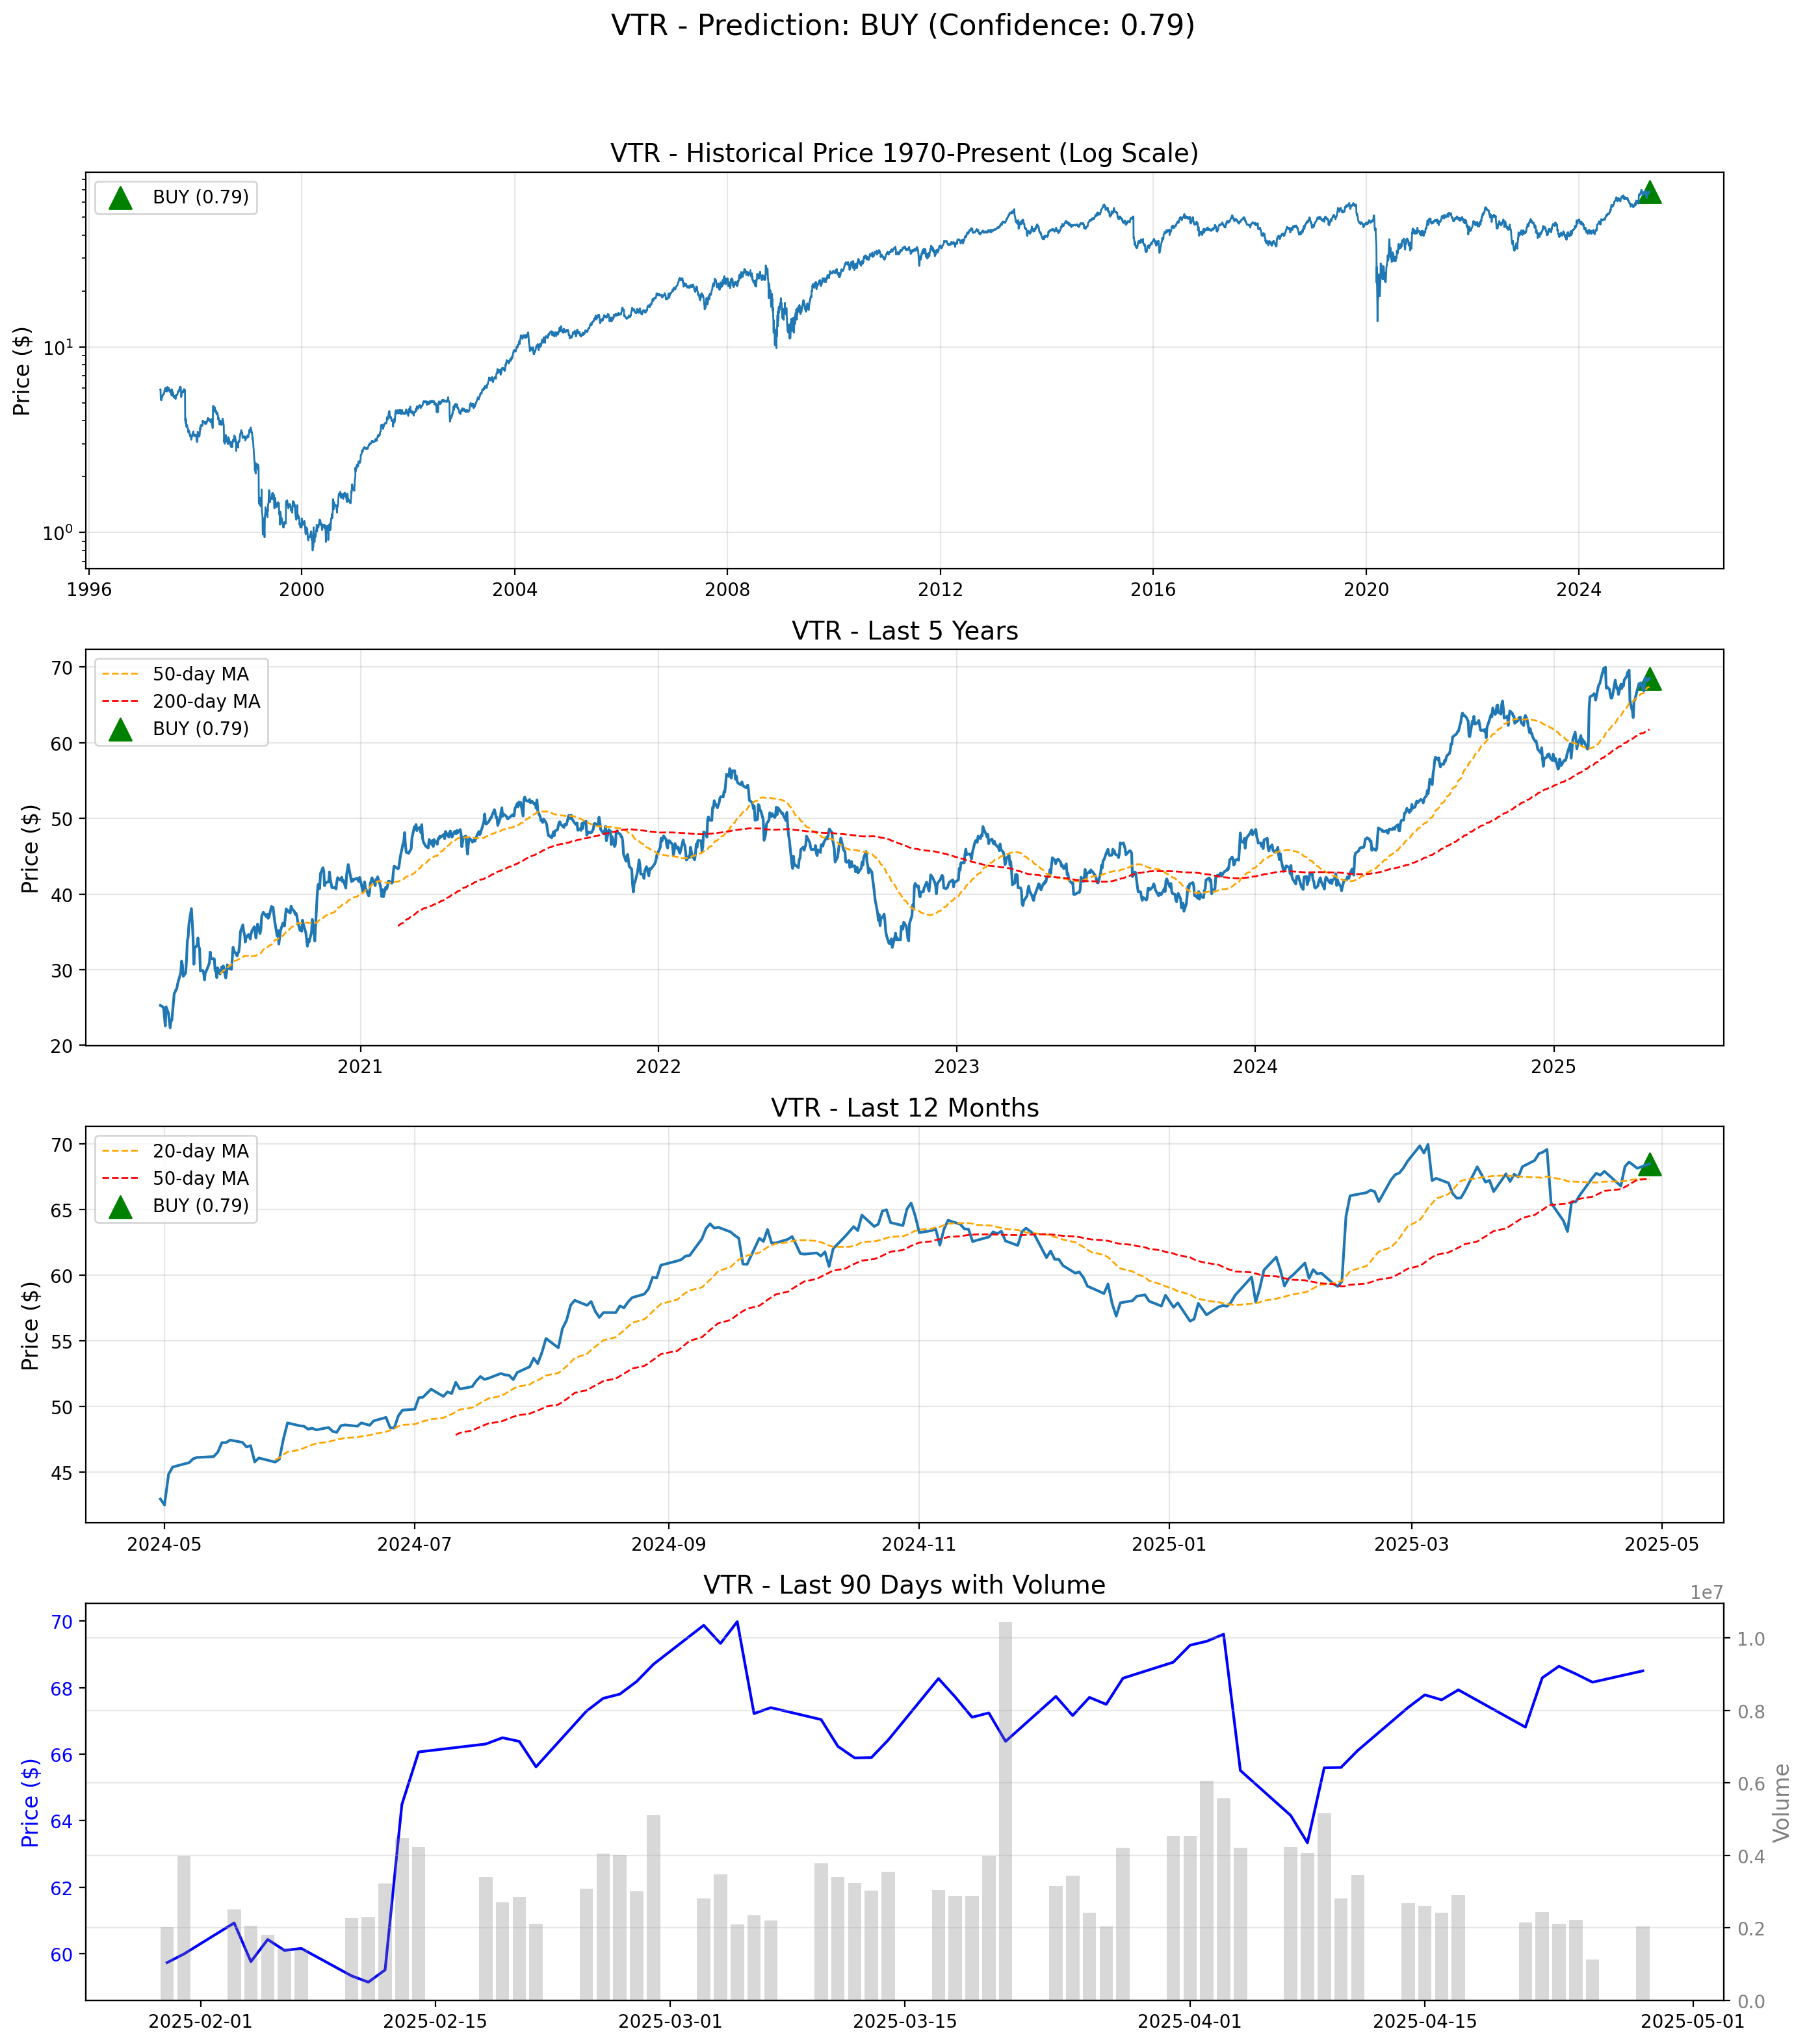 VTR - Prediction: BUY (Confidence: 0.79)
VTR - Historical Price 1970-Present (Log Scale)
BUY (0.79)
Price ($)
10¹
10⁰
1996 2000 2004 2008 2012 2016 2020 2024
VTR - Last 5 Years
50-day MA
200-day MA
BUY (0.79)
Price ($)
70
60
50
40
30
20
2021 2022 2023 2024 2025
VTR - Last 12 Months
20-day MA
50-day MA
BUY (0.79)
Price ($)
70
65
60
55
50
45
2024-05 2024-07 2024-09 2024-11 2025-01 2025-03 2025-05
VTR - Last 90 Days with Volume
1e7
Price ($)
70
68
66
64
62
60
1.0
0.8
0.6
0.4
0.2
0.0
Volume
2025-02-01 2025-02-15 2025-03-01 2025-03-15 2025-04-01 2025-04-15 2025-05-01